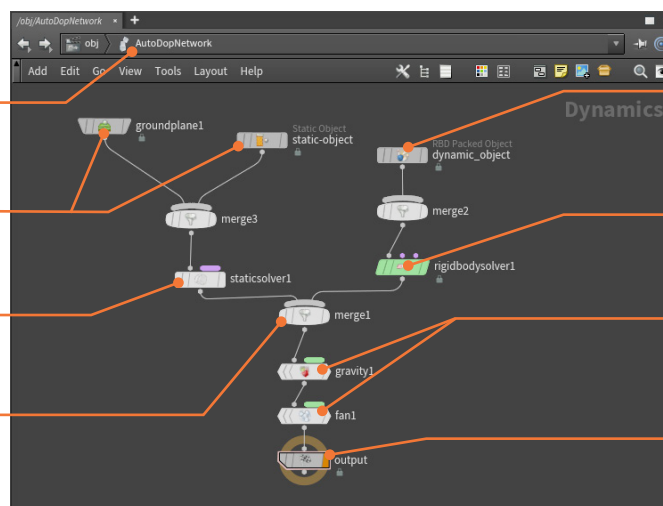 /obj/AutoDopNetwork × +
obj AutoDopNetwork
Add Edit Go View Tools Layout Help
Dynamics
groundplane1
Static Object
static-object
RBD Packed Object
dynamic_object
merge3
merge2
staticsolver1
rigidbodysolver1
merge1
gravity1
fan1
output